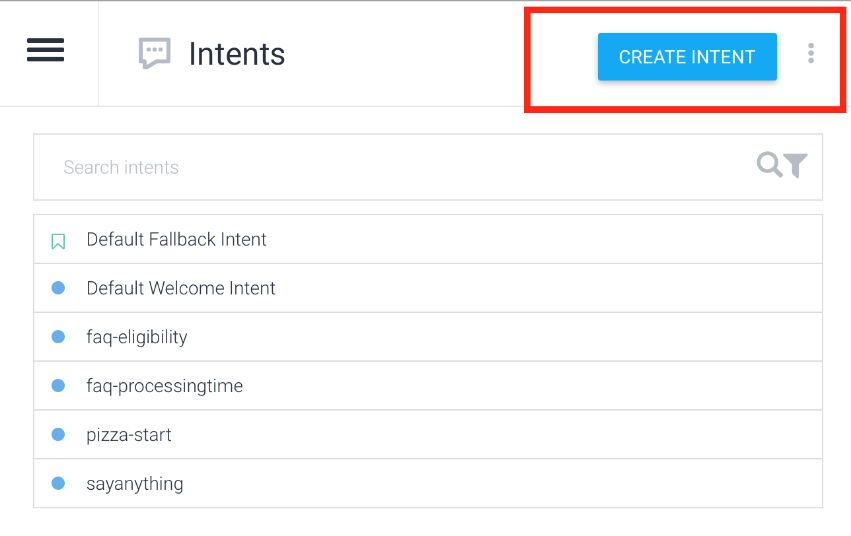 Intents
CREATE INTENT
Search intents
Default Fallback Intent
Default Welcome Intent
faq-eligibility
faq-processingtime
pizza-start
sayanything